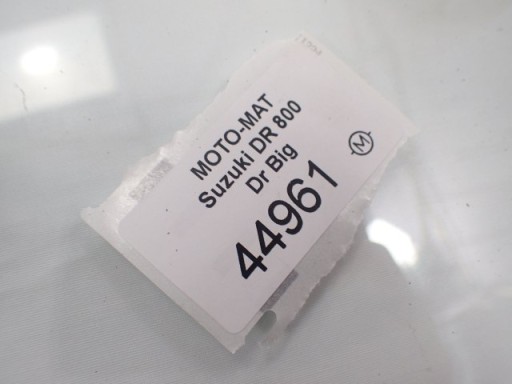 MOTO-MAT
Suzuki DR 800
Dr Big
44961
M